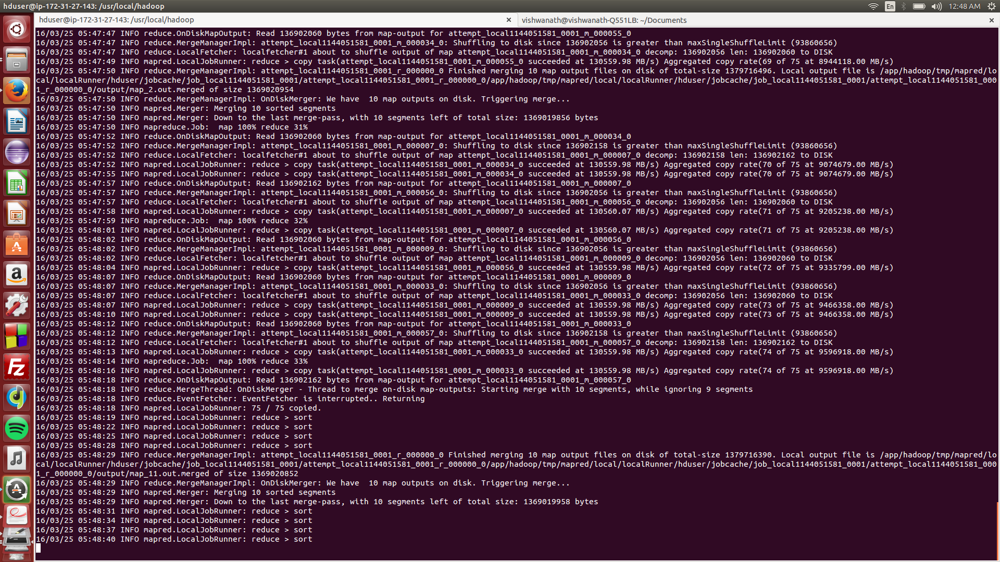 hduser@ip-172-31-27-143: /usr/local/hadoop
En
12:48 AM
hduser@ip-172-31-27-143: /usr/local/hadoop
vishwanath@vishwanath-Q551LB: ~/Documents
16/03/25 05:47:47 INFO reduce.OnDiskMapOutput: Read 136902060 bytes from map-output for attempt_local1144051581_0001_m_000055_0
16/03/25 05:47:47 INFO reduce.MergeManagerImpl: attempt_local1144051581_0001_m_000034_0: Shuffling to disk since 136902056 is greater than maxSingleShuffleLimit (93860656)
16/03/25 05:47:47 INFO reduce.LocalFetcher: localfetcher#1 about to shuffle output of map attempt_local1144051581_0001_m_000034_0 decomp: 136902056 len: 136902060 to DISK
16/03/25 05:47:49 INFO mapred.LocalJobRunner: reduce > copy task(attempt_local1144051581_0001_m_000055_0 succeeded at 130559.98 MB/s) Aggregated copy rate(69 of 75 at 8944118.00 MB/s)
16/03/25 05:47:50 INFO reduce.MergeManagerImpl: attempt_local1144051581_0001_r_000000_0 Finished merging 10 map output files on disk of total-size 1379716496. Local output file is /app/hadoop/tmp/mapred/lo
cal/localRunner/hduser/jobcache/job_local1144051581_0001/attempt_local1144051581_0001_r_000000_0/app/hadoop/tmp/mapred/local/localRunner/hduser/jobcache/job_local1144051581_0001/attempt_local1144051581_000
1_r_000000_0/output/map_2.out.merged of size 1369020954
16/03/25 05:47:50 INFO reduce.MergeManagerImpl: OnDiskMerger: We have  10 map outputs on disk. Triggering merge...
16/03/25 05:47:50 INFO mapred.Merger: Merging 10 sorted segments
16/03/25 05:47:50 INFO mapred.Merger: Down to the last merge-pass, with 10 segments left of total size: 1369019856 bytes
16/03/25 05:47:50 INFO mapreduce.Job:  map 100% reduce 31%
16/03/25 05:47:52 INFO reduce.OnDiskMapOutput: Read 136902060 bytes from map-output for attempt_local1144051581_0001_m_000034_0
16/03/25 05:47:52 INFO reduce.MergeManagerImpl: attempt_local1144051581_0001_m_000007_0: Shuffling to disk since 136902158 is greater than maxSingleShuffleLimit (93860656)
16/03/25 05:47:52 INFO reduce.LocalFetcher: localfetcher#1 about to shuffle output of map attempt_local1144051581_0001_m_000007_0 decomp: 136902158 len: 136902162 to DISK
16/03/25 05:47:52 INFO mapred.LocalJobRunner: reduce > copy task(attempt_local1144051581_0001_m_000034_0 succeeded at 130559.98 MB/s) Aggregated copy rate(70 of 75 at 9074679.00 MB/s)
16/03/25 05:47:55 INFO mapred.LocalJobRunner: reduce > copy task(attempt_local1144051581_0001_m_000034_0 succeeded at 130559.98 MB/s) Aggregated copy rate(70 of 75 at 9074679.00 MB/s)
16/03/25 05:47:57 INFO reduce.OnDiskMapOutput: Read 136902162 bytes from map-output for attempt_local1144051581_0001_m_000007_0
16/03/25 05:47:57 INFO reduce.MergeManagerImpl: attempt_local1144051581_0001_m_000056_0: Shuffling to disk since 136902056 is greater than maxSingleShuffleLimit (93860656)
16/03/25 05:47:57 INFO reduce.LocalFetcher: localfetcher#1 about to shuffle output of map attempt_local1144051581_0001_m_000056_0 decomp: 136902056 len: 136902060 to DISK
16/03/25 05:47:58 INFO mapred.LocalJobRunner: reduce > copy task(attempt_local1144051581_0001_m_000007_0 succeeded at 130560.07 MB/s) Aggregated copy rate(71 of 75 at 9205238.00 MB/s)
16/03/25 05:47:59 INFO mapreduce.Job:  map 100% reduce 32%
16/03/25 05:48:01 INFO mapred.LocalJobRunner: reduce > copy task(attempt_local1144051581_0001_m_000007_0 succeeded at 130560.07 MB/s) Aggregated copy rate(71 of 75 at 9205238.00 MB/s)
16/03/25 05:48:02 INFO reduce.OnDiskMapOutput: Read 136902060 bytes from map-output for attempt_local1144051581_0001_m_000056_0
16/03/25 05:48:02 INFO reduce.MergeManagerImpl: attempt_local1144051581_0001_m_000009_0: Shuffling to disk since 136902056 is greater than maxSingleShuffleLimit (93860656)
16/03/25 05:48:02 INFO reduce.LocalFetcher: localfetcher#1 about to shuffle output of map attempt_local1144051581_0001_m_000009_0 decomp: 136902056 len: 136902060 to DISK
16/03/25 05:48:04 INFO mapred.LocalJobRunner: reduce > copy task(attempt_local1144051581_0001_m_000056_0 succeeded at 130559.98 MB/s) Aggregated copy rate(72 of 75 at 9335799.00 MB/s)
16/03/25 05:48:07 INFO reduce.OnDiskMapOutput: Read 136902060 bytes from map-output for attempt_local1144051581_0001_m_000009_0
16/03/25 05:48:07 INFO reduce.MergeManagerImpl: attempt_local1144051581_0001_m_000033_0: Shuffling to disk since 136902056 is greater than maxSingleShuffleLimit (93860656)
16/03/25 05:48:07 INFO reduce.LocalFetcher: localfetcher#1 about to shuffle output of map attempt_local1144051581_0001_m_000033_0 decomp: 136902056 len: 136902060 to DISK
16/03/25 05:48:07 INFO mapred.LocalJobRunner: reduce > copy task(attempt_local1144051581_0001_m_000009_0 succeeded at 130559.98 MB/s) Aggregated copy rate(73 of 75 at 9466358.00 MB/s)
16/03/25 05:48:10 INFO mapred.LocalJobRunner: reduce > copy task(attempt_local1144051581_0001_m_000009_0 succeeded at 130559.98 MB/s) Aggregated copy rate(73 of 75 at 9466358.00 MB/s)
16/03/25 05:48:12 INFO reduce.OnDiskMapOutput: Read 136902060 bytes from map-output for attempt_local1144051581_0001_m_000033_0
16/03/25 05:48:12 INFO reduce.MergeManagerImpl: attempt_local1144051581_0001_m_000057_0: Shuffling to disk since 136902158 is greater than maxSingleShuffleLimit (93860656)
16/03/25 05:48:12 INFO reduce.LocalFetcher: localfetcher#1 about to shuffle output of map attempt_local1144051581_0001_m_000057_0 decomp: 136902158 len: 136902162 to DISK
16/03/25 05:48:13 INFO mapred.LocalJobRunner: reduce > copy task(attempt_local1144051581_0001_m_000033_0 succeeded at 130559.98 MB/s) Aggregated copy rate(74 of 75 at 9596918.00 MB/s)
16/03/25 05:48:14 INFO mapreduce.Job:  map 100% reduce 33%
16/03/25 05:48:16 INFO mapred.LocalJobRunner: reduce > copy task(attempt_local1144051581_0001_m_000033_0 succeeded at 130559.98 MB/s) Aggregated copy rate(74 of 75 at 9596918.00 MB/s)
16/03/25 05:48:18 INFO reduce.OnDiskMapOutput: Read 136902162 bytes from map-output for attempt_local1144051581_0001_m_000057_0
16/03/25 05:48:18 INFO reduce.MergeThread: OnDiskMerger - Thread to merge on-disk map-outputs: Starting merge with 10 segments, while ignoring 9 segments
16/03/25 05:48:18 INFO reduce.EventFetcher: EventFetcher is interrupted.. Returning
16/03/25 05:48:18 INFO mapred.LocalJobRunner: 75 / 75 copied.
16/03/25 05:48:19 INFO mapred.LocalJobRunner: reduce > sort
16/03/25 05:48:22 INFO mapred.LocalJobRunner: reduce > sort
16/03/25 05:48:25 INFO mapred.LocalJobRunner: reduce > sort
16/03/25 05:48:28 INFO mapred.LocalJobRunner: reduce > sort
16/03/25 05:48:29 INFO reduce.MergeManagerImpl: attempt_local1144051581_0001_r_000000_0 Finished merging 10 map output files on disk of total-size 1379716390. Local output file is /app/hadoop/tmp/mapred/lo
cal/localRunner/hduser/jobcache/job_local1144051581_0001/attempt_local1144051581_0001_r_000000_0/app/hadoop/tmp/mapred/local/localRunner/hduser/jobcache/job_local1144051581_0001/attempt_local1144051581_000
1_r_000000_0/output/map_11.out.merged of size 1369020852
16/03/25 05:48:29 INFO reduce.MergeManagerImpl: OnDiskMerger: We have  10 map outputs on disk. Triggering merge...
16/03/25 05:48:29 INFO mapred.Merger: Merging 10 sorted segments
16/03/25 05:48:29 INFO mapred.Merger: Down to the last merge-pass, with 10 segments left of total size: 1369019958 bytes
16/03/25 05:48:31 INFO mapred.LocalJobRunner: reduce > sort
16/03/25 05:48:34 INFO mapred.LocalJobRunner: reduce > sort
16/03/25 05:48:37 INFO mapred.LocalJobRunner: reduce > sort
16/03/25 05:48:40 INFO mapred.LocalJobRunner: reduce > sort